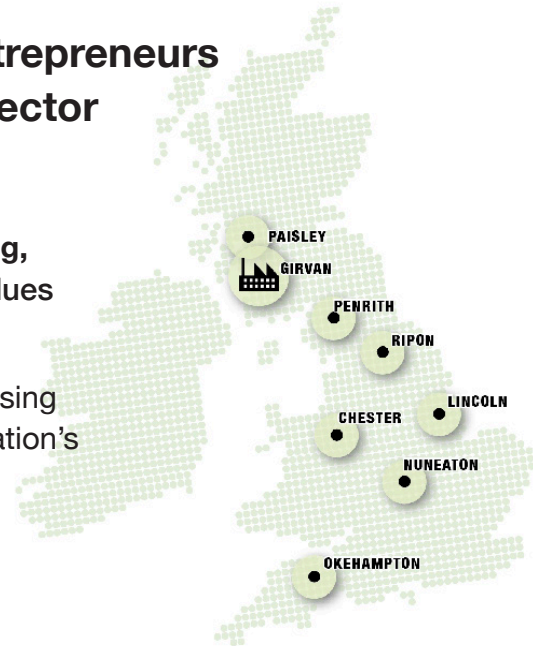 trepreneurs
ector
g,
lues
sing
ation's
PAISLEY
GIRVAN
PENRITH
RIPON
LINCOLN
CHESTER
NUNEATON
OKEHAMPTON